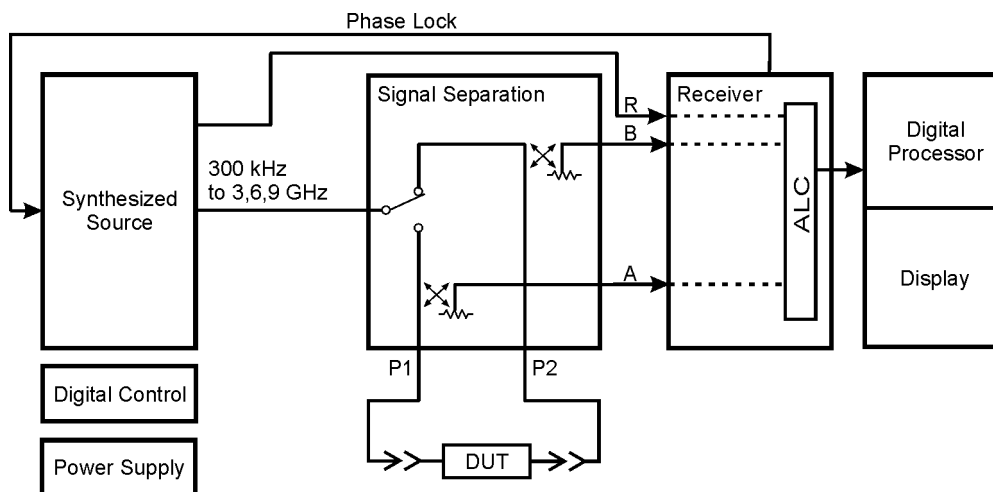 Phase Lock
Signal Separation
Receiver
R
B
Digital
Processor
300 kHz
to 3,6,9 GHz
Synthesized
Source
ALC
A
Display
P1
P2
Digital Control
DUT
Power Supply